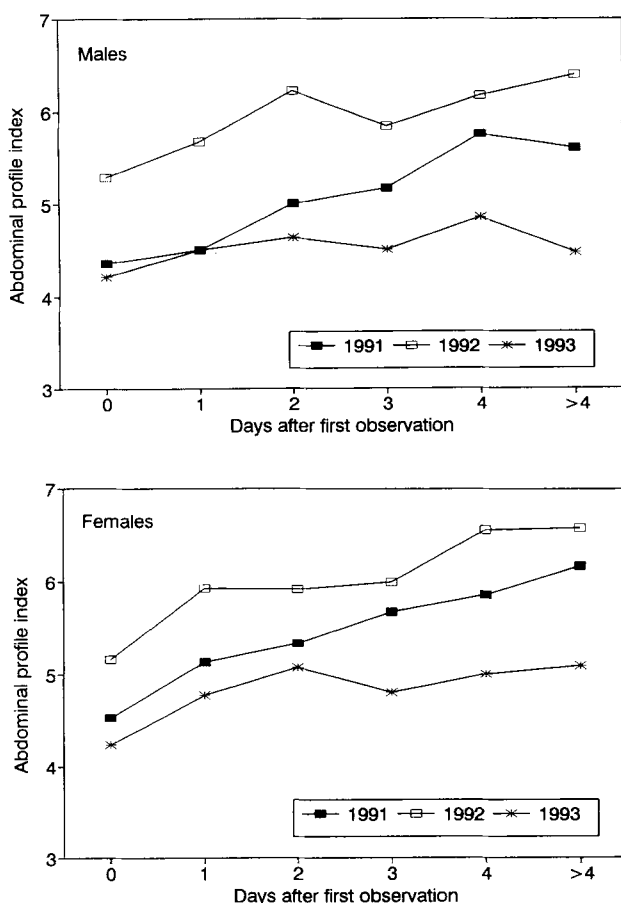 Males
Abdominal profile index
7
6
5
4
3
1991 1992 1993
0 1 2 3 4 >4
Days after first observation
Females
Abdominal profile index
7
6
5
4
3
1991 1992 1993
0 1 2 3 4 >4
Days after first observation